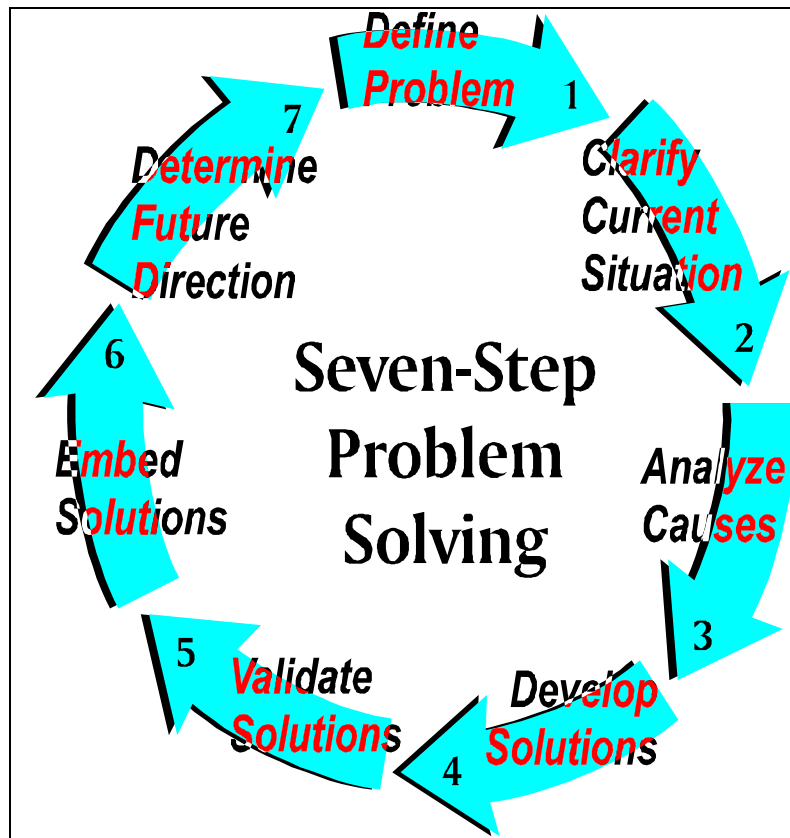 Define
Problem
1
Clarify
Current
Situation
2
Analyze
Causes
3
Develop
Solutions
4
Validate
Solutions
5
Embed
Solutions
6
Determine
Future
Direction
7
Seven-Step
Problem
Solving